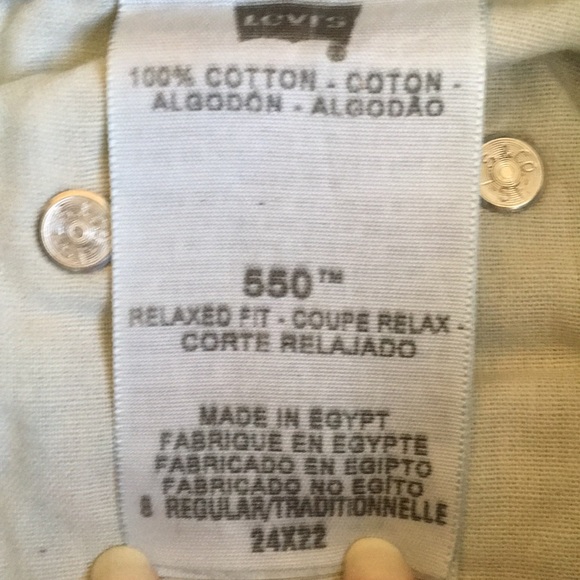 Levi's
®
100% COTTON - COTON -
ALGODÓN - ALGODÃO
550™
RELAXED FIT - COUPE RELAX -
CORTE RELAJADO
MADE IN EGYPT
FABRIQUE EN EGYPTE
FABRICADO EN EGIPTO
FABRICADO NO EGITO
8 REGULAR/TRADITIONNELLE
24X22